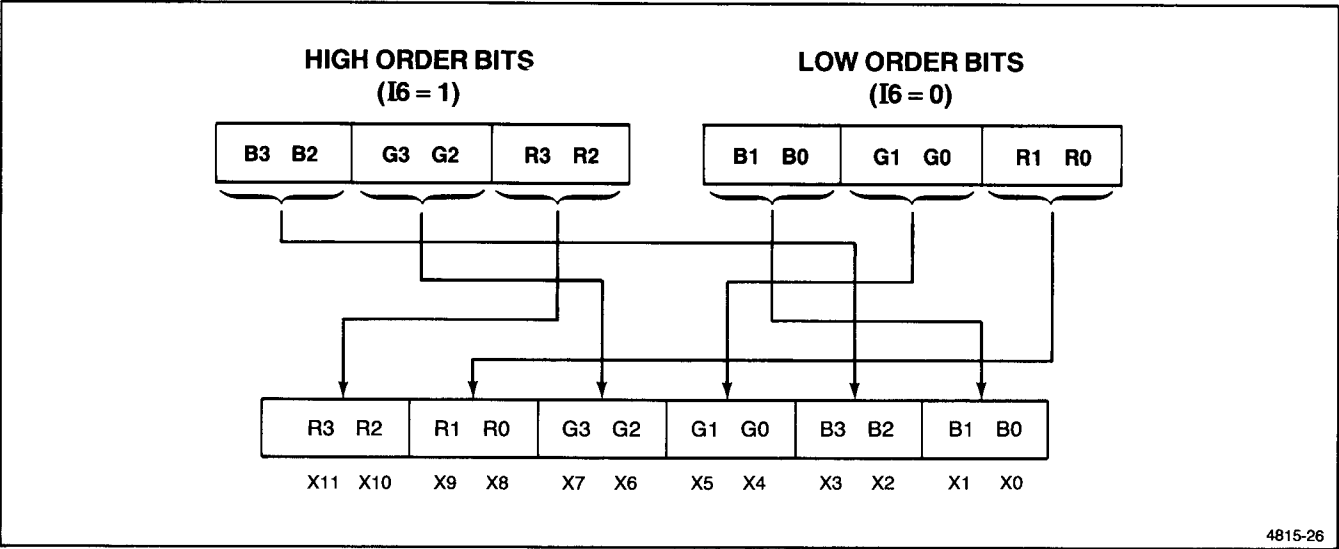 HIGH ORDER BITS
(I6 = 1)
LOW ORDER BITS
(I6 = 0)
B3 B2 G3 G2 R3 R2
B1 B0 G1 G0 R1 R0
R3 R2 R1 R0 G3 G2 G1 G0 B3 B2 B1 B0
X11 X10 X9 X8 X7 X6 X5 X4 X3 X2 X1 X0
4815-26